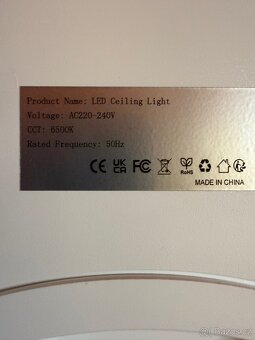 Product Name: LED Ceiling Light
Voltage: AC220-240V
CCT: 6500K
Rated Frequency: 50Hz
CE UK CA FC RoHS
MADE IN CHINA